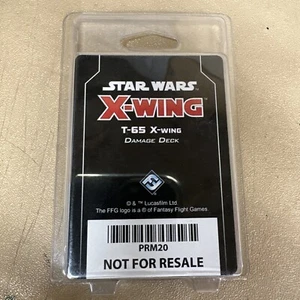 STAR WARS
X-WING
T-65 X-WING
DAMAGE DECK
© & ™ Lucasfilm Ltd.
The FFG logo is a ® of Fantasy Flight Games.
PRM20
NOT FOR RESALE